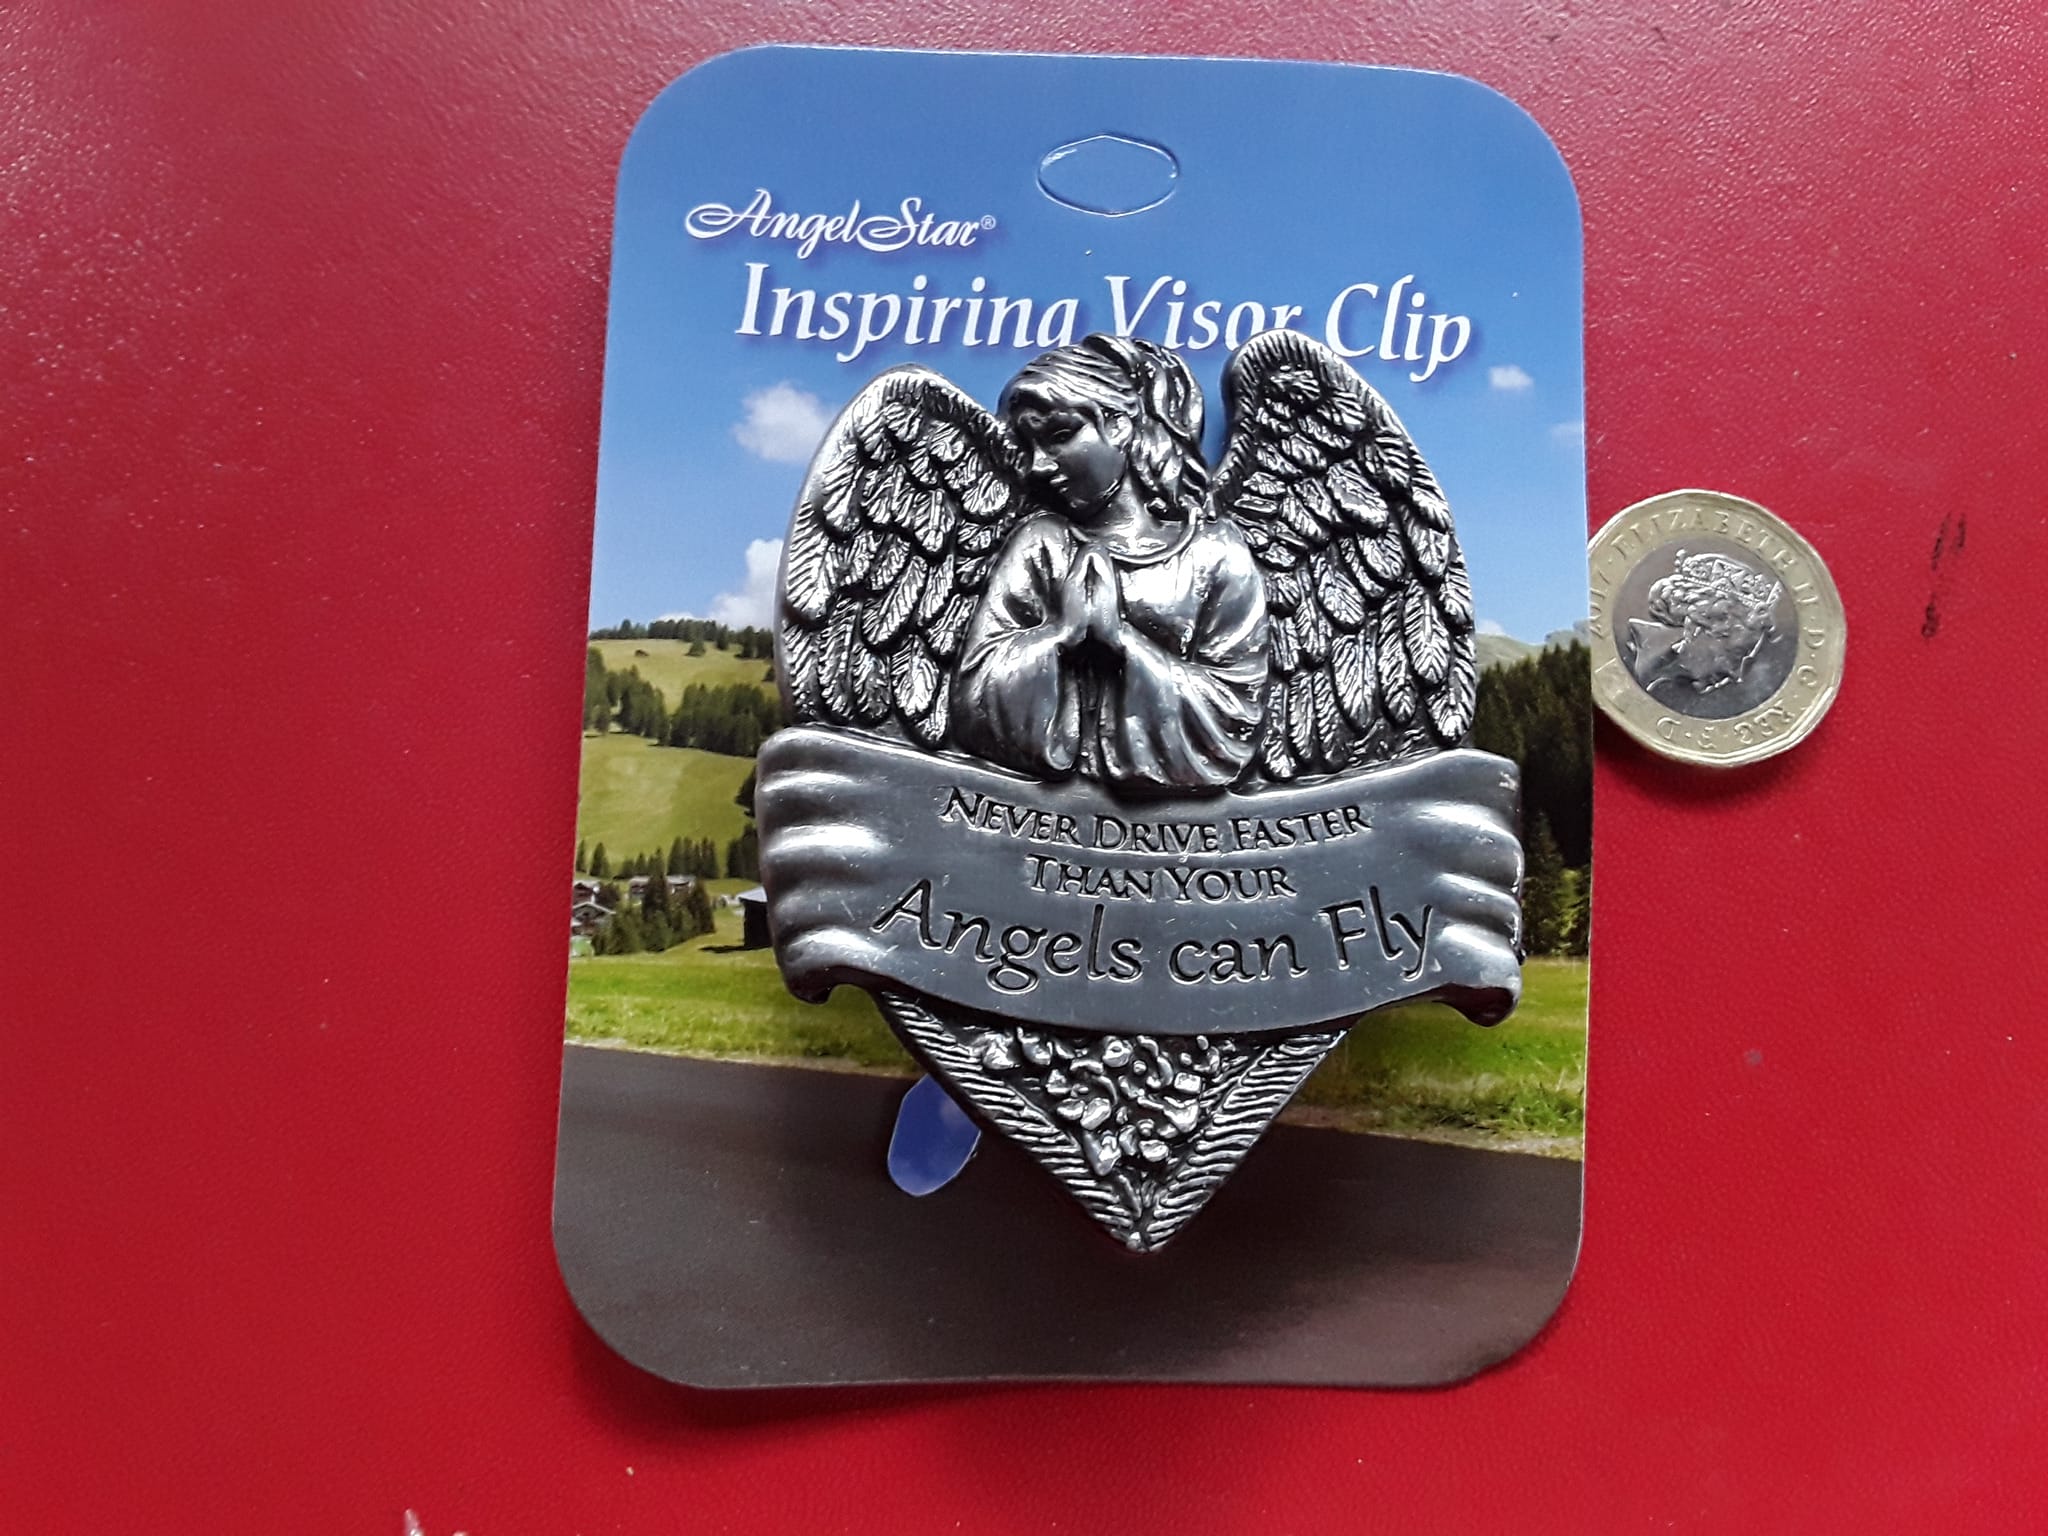 AngelStar®
Inspiring Visor Clip
NEVER DRIVE FASTER
THAN YOUR
Angels can Fly
2017 · ELIZABETH II · D · G · REG · F · D ·